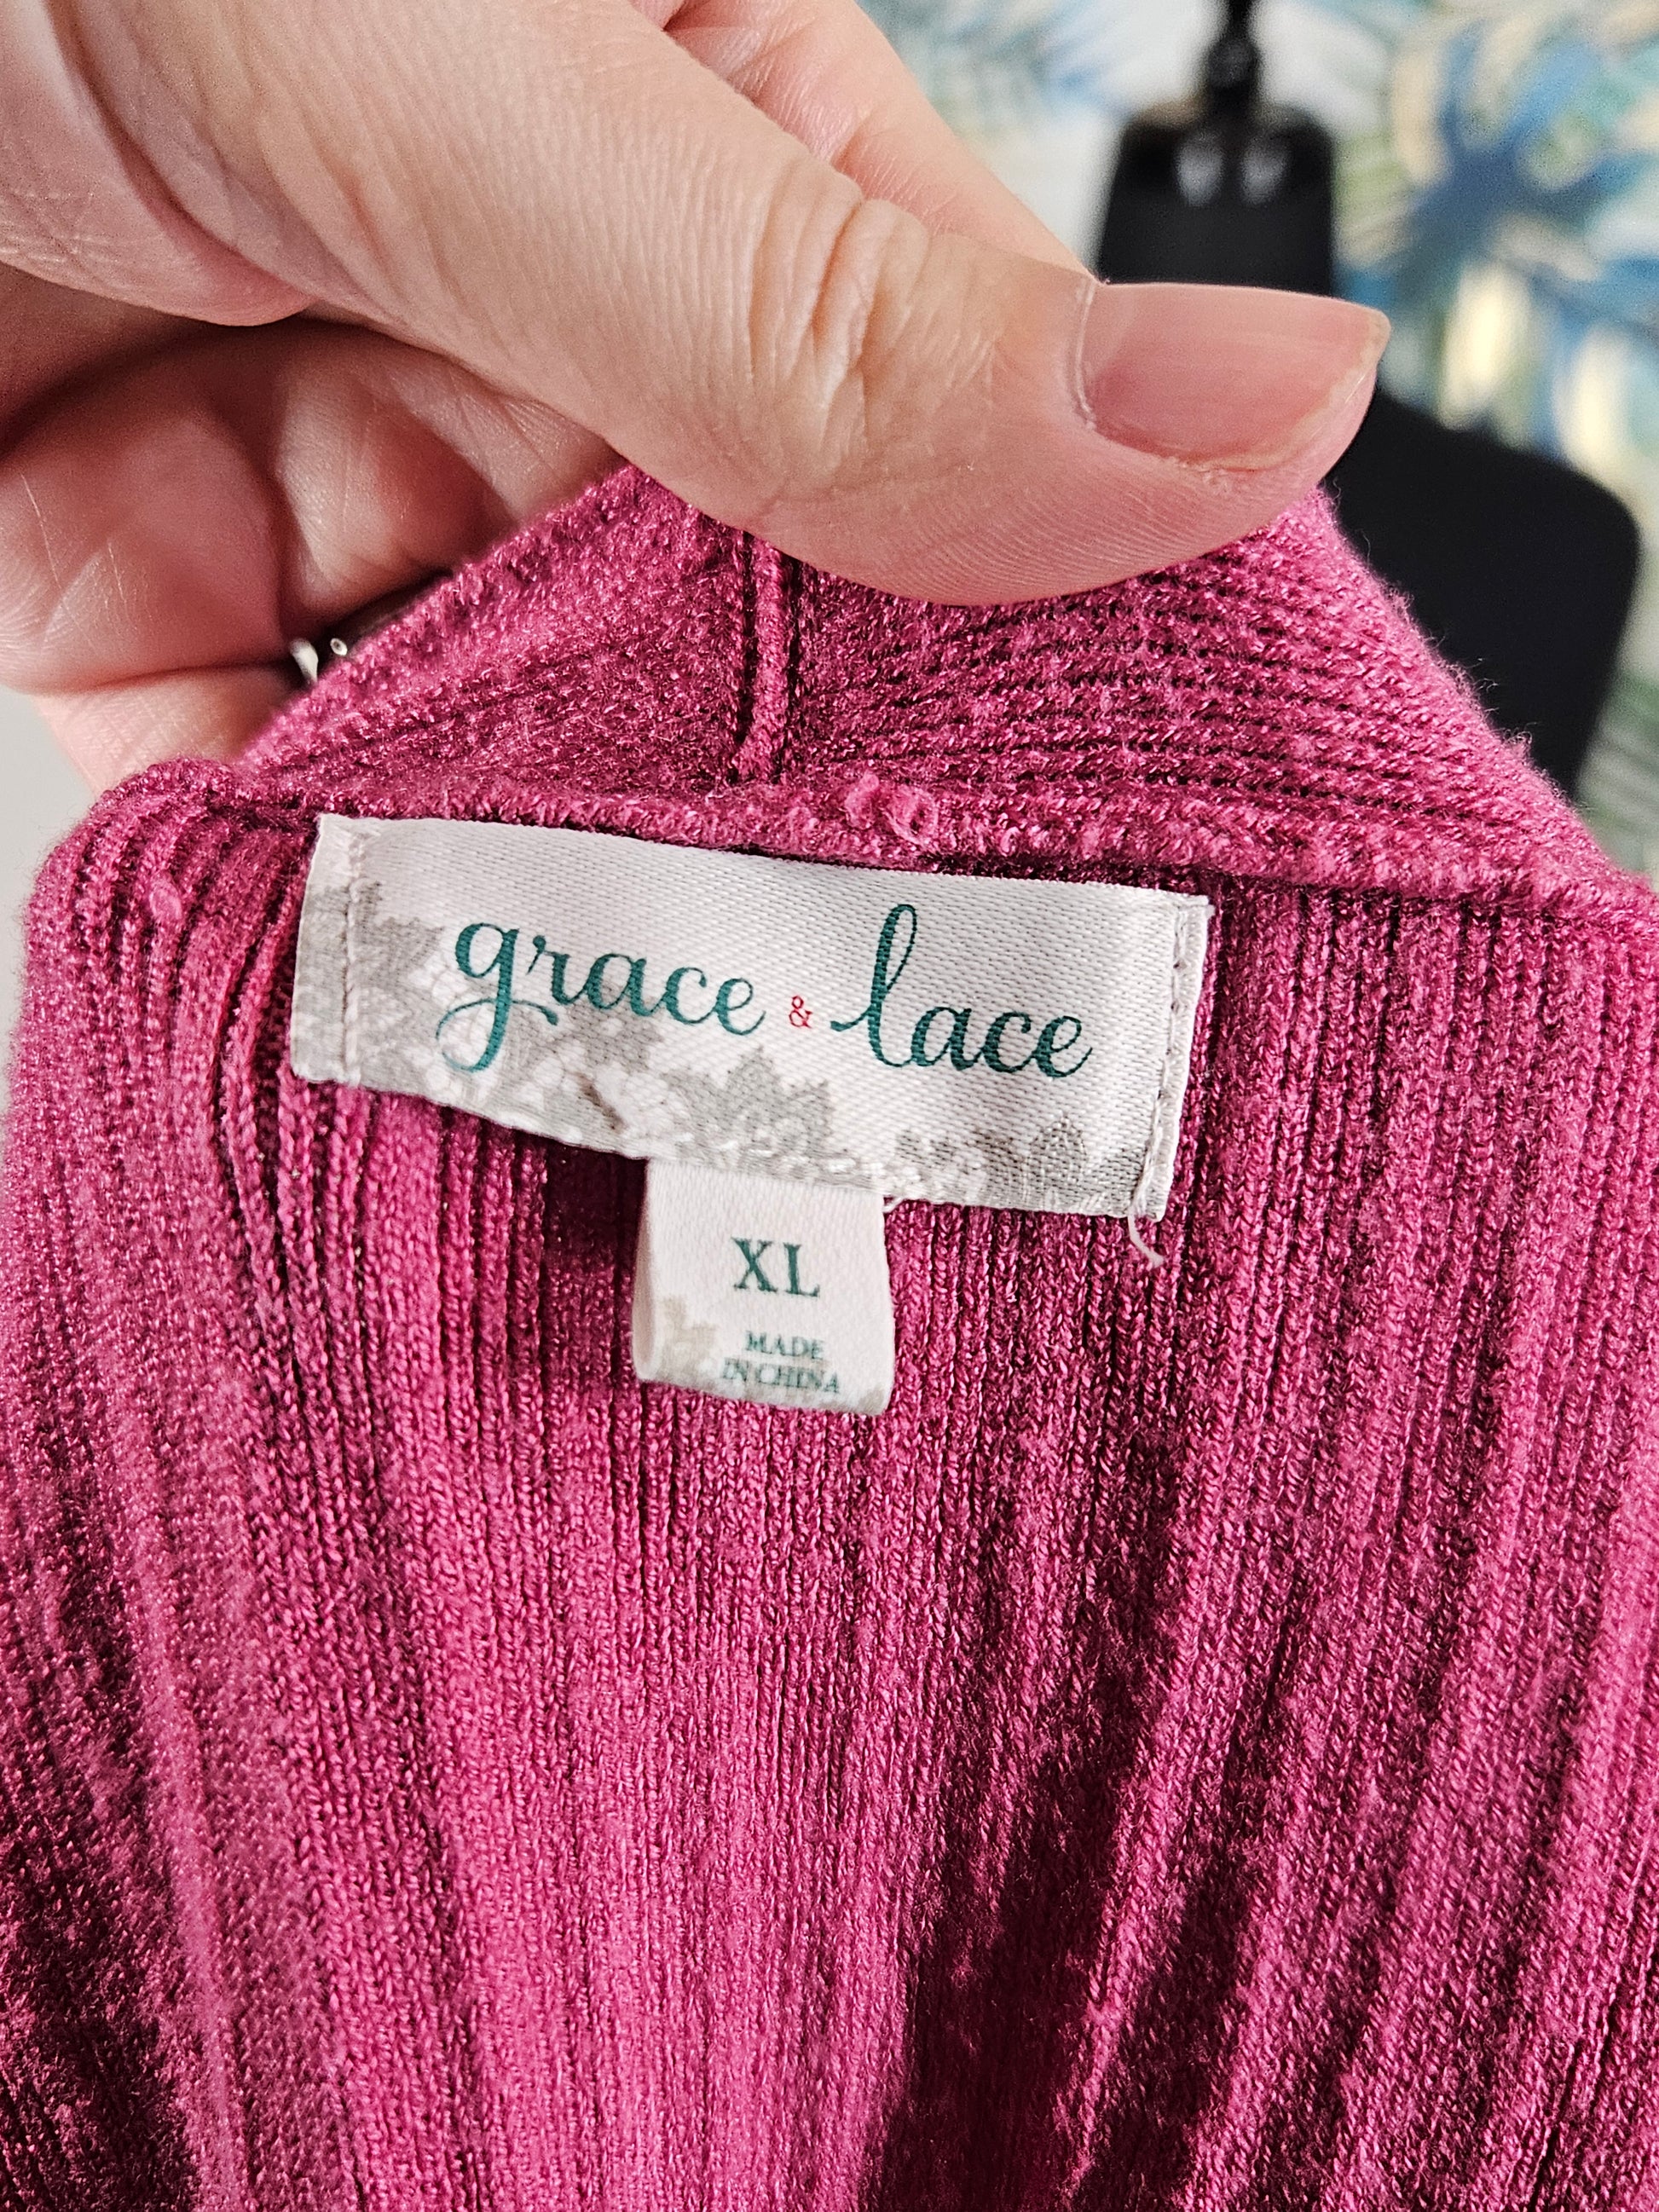 grace & lace
XL
MADE
IN CHINA